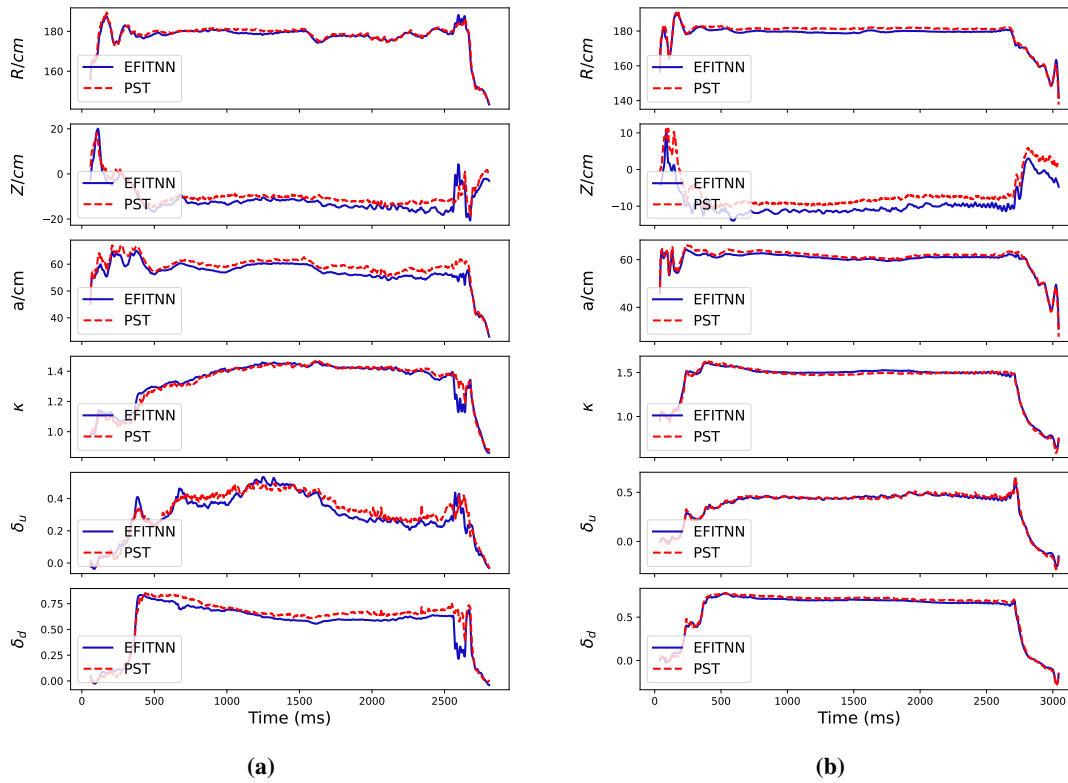 R/cm
180
160
EFITNN
PST
Z/cm
20
0
−20
EFITNN
PST
a/cm
60
50
40
EFITNN
PST
κ
1.4
1.2
1.0
EFITNN
PST
δu
0.4
0.2
0.0
EFITNN
PST
δd
0.75
0.50
0.25
0.00
EFITNN
PST
0 500 1000 1500 2000 2500
Time (ms)
(a)
R/cm
180
160
140
EFITNN
PST
Z/cm
10
0
−10
EFITNN
PST
a/cm
60
40
EFITNN
PST
κ
1.5
1.0
EFITNN
PST
δu
0.5
0.0
EFITNN
PST
δd
0.5
0.0
EFITNN
PST
0 500 1000 1500 2000 2500 3000
Time (ms)
(b)